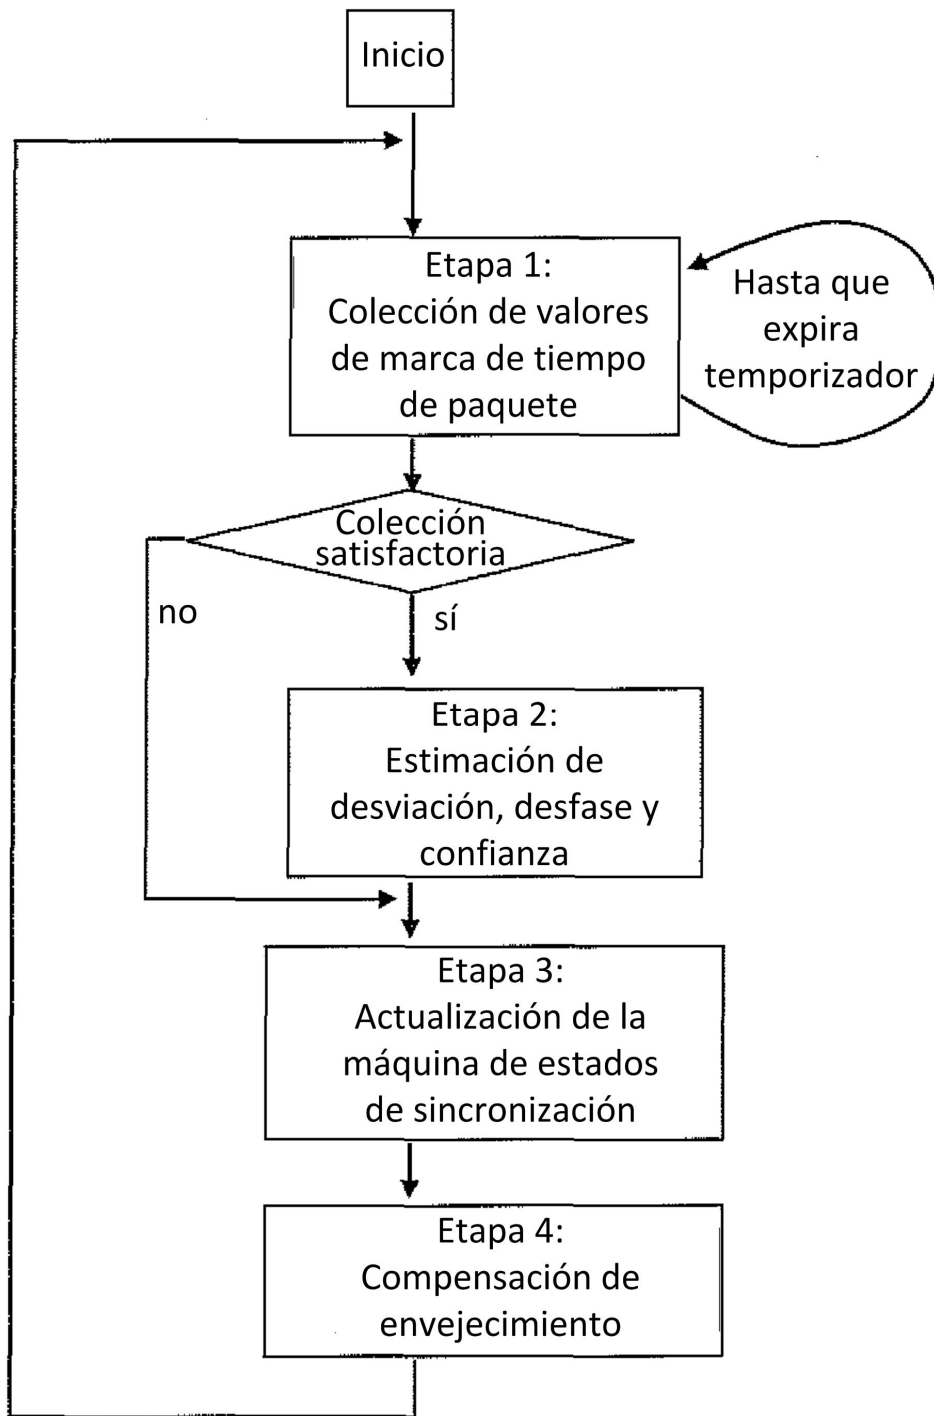 Inicio
Etapa 1:
Colección de valores
de marca de tiempo
de paquete
Hasta que
expira
temporizador
Colección
satisfactoria
no
sí
Etapa 2:
Estimación de
desviación, desfase y
confianza
Etapa 3:
Actualización de la
máquina de estados
de sincronización
Etapa 4:
Compensación de
envejecimiento